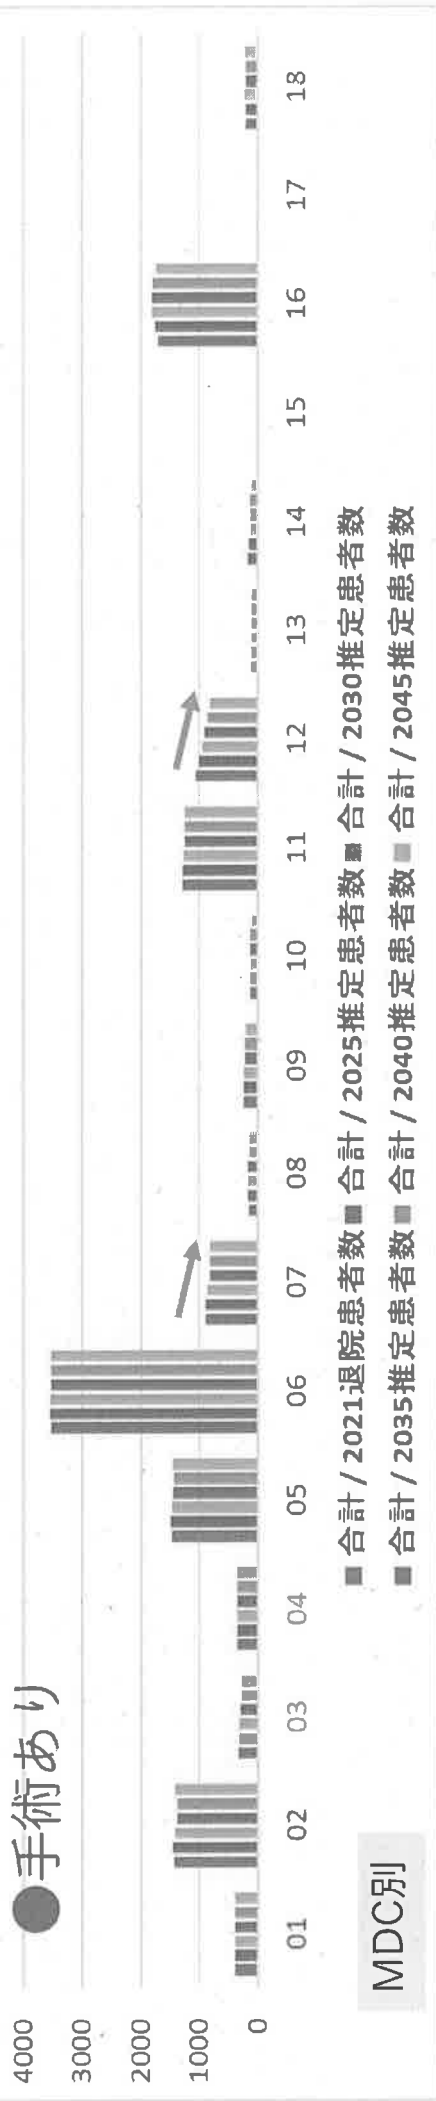 ●手術あり
4000
3000
2000
1000
0
01 02 03 04 05 06 07 08 09 10 11 12 13 14 15 16 17 18
■ 合計 / 2021退院患者数 ■ 合計 / 2025推定患者数 ■ 合計 / 2030推定患者数
■ 合計 / 2035推定患者数 ■ 合計 / 2040推定患者数 ■ 合計 / 2045推定患者数
MDC別